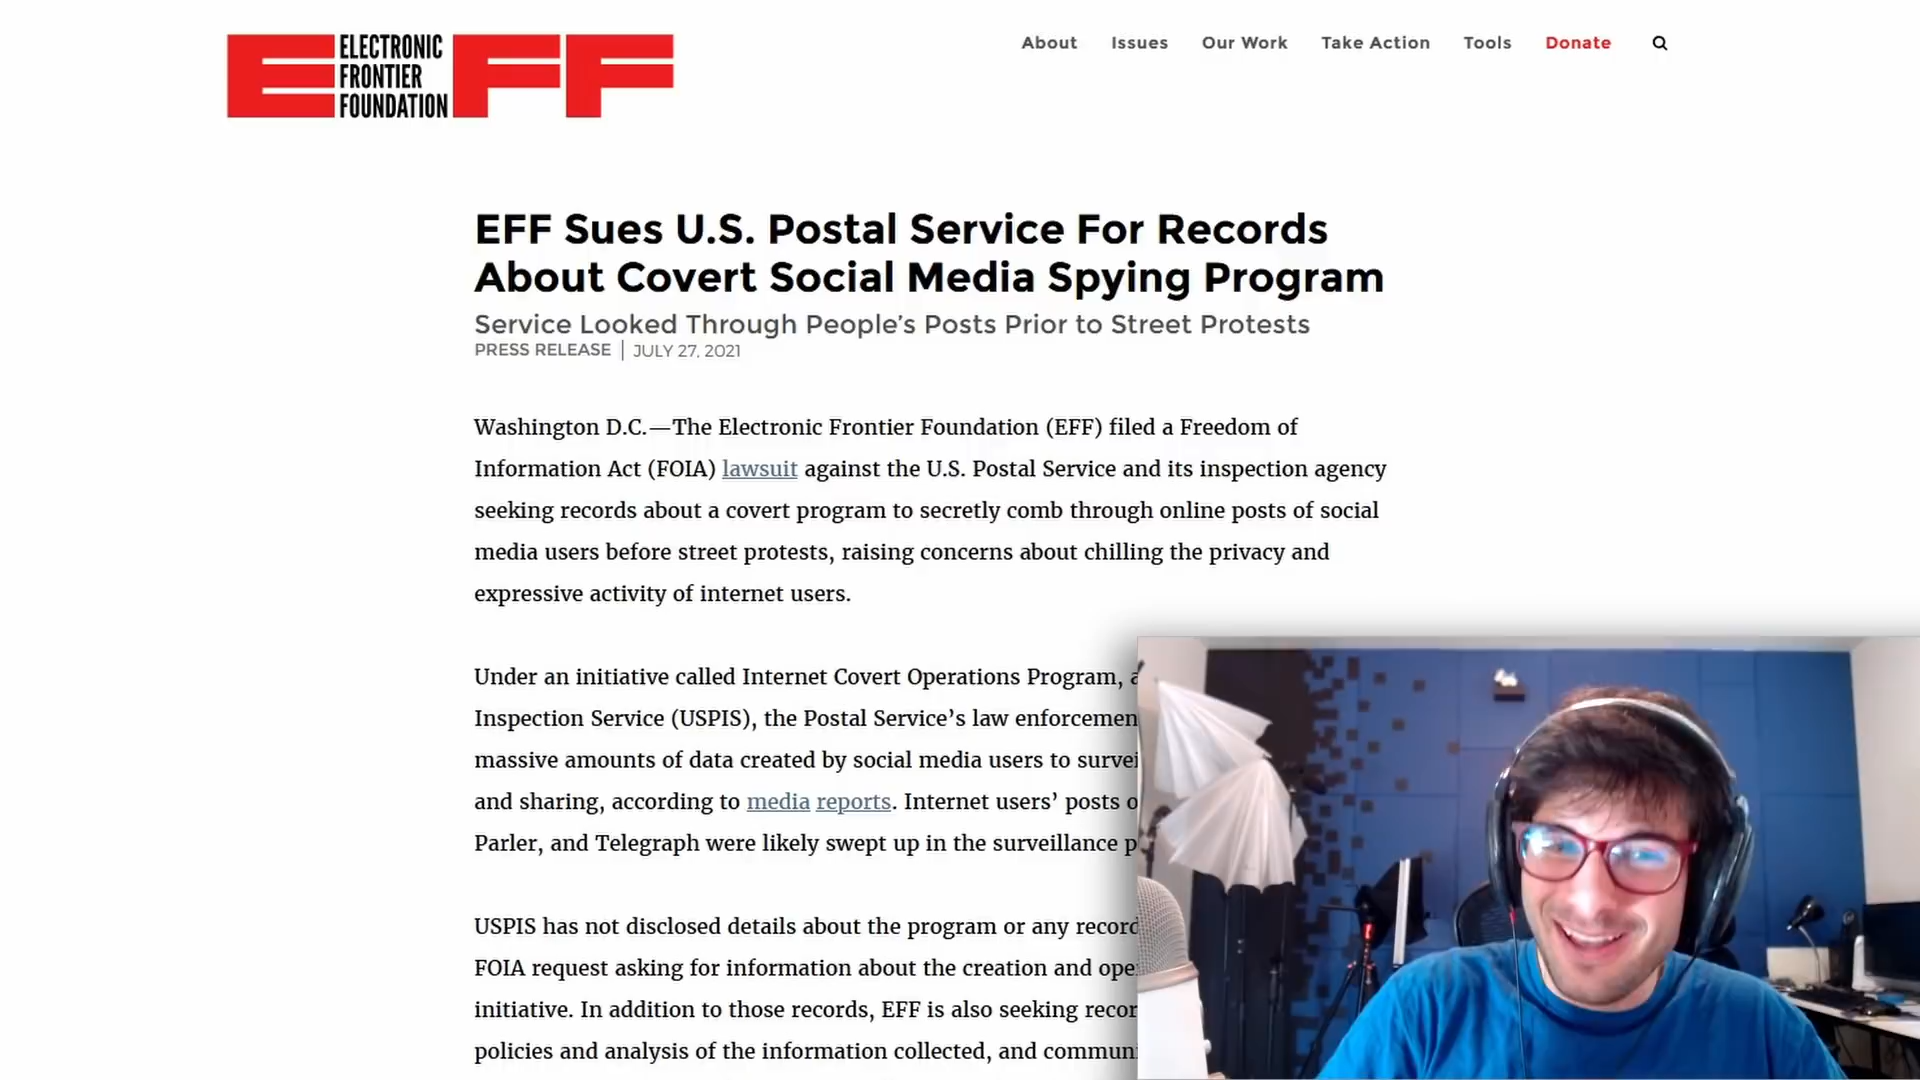 ELECTRONIC
FRONTIER
FOUNDATION
EFF
About Issues Our Work Take Action Tools Donate
EFF Sues U.S. Postal Service For Records
About Covert Social Media Spying Program
Service Looked Through People’s Posts Prior to Street Protests
PRESS RELEASE | JULY 27, 2021
Washington D.C.—The Electronic Frontier Foundation (EFF) filed a Freedom of
Information Act (FOIA) lawsuit against the U.S. Postal Service and its inspection agency
seeking records about a covert program to secretly comb through online posts of social
media users before street protests, raising concerns about chilling the privacy and
expressive activity of internet users.
Under an initiative called Internet Covert Operations Program,
Inspection Service (USPIS), the Postal Service’s law
massive amounts of data created by social media users to
and sharing, according to media reports. Internet users’ posts
Parler, and Telegraph were likely swept up in the surveillance
USPIS has not disclosed details about the program or any
FOIA request asking for information about the creation and
initiative. In addition to those records, EFF is also seeking
policies and analysis of the information collected, and